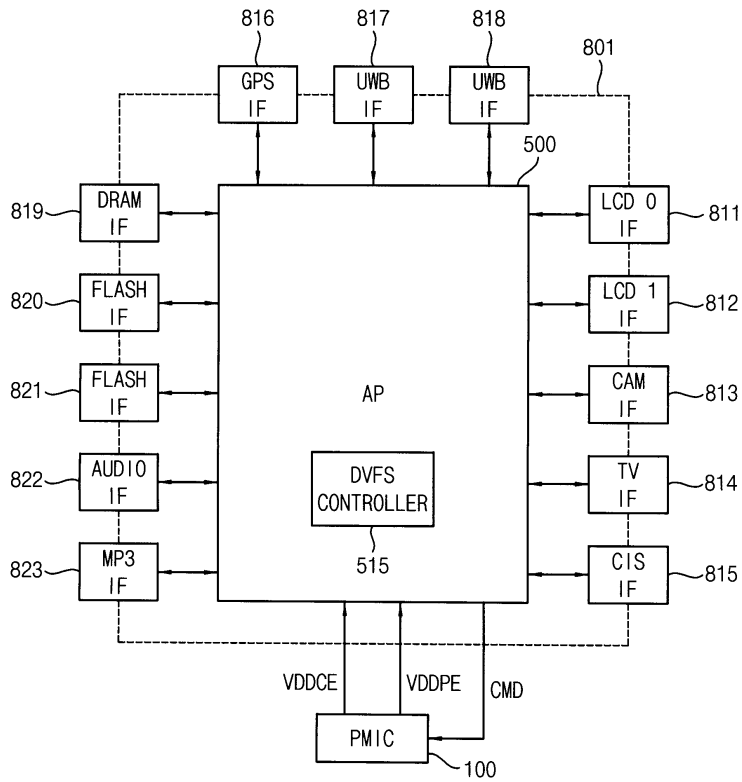 816
817
818
801
GPS
IF
UWB
IF
UWB
IF
500
819
DRAM
IF
LCD 0
IF
811
820
FLASH
IF
LCD 1
IF
812
821
FLASH
IF
AP
CAM
IF
813
822
AUDIO
IF
DVFS
CONTROLLER
TV
IF
814
515
823
MP3
IF
CIS
IF
815
VDDCE
VDDPE
CMD
PMIC
100